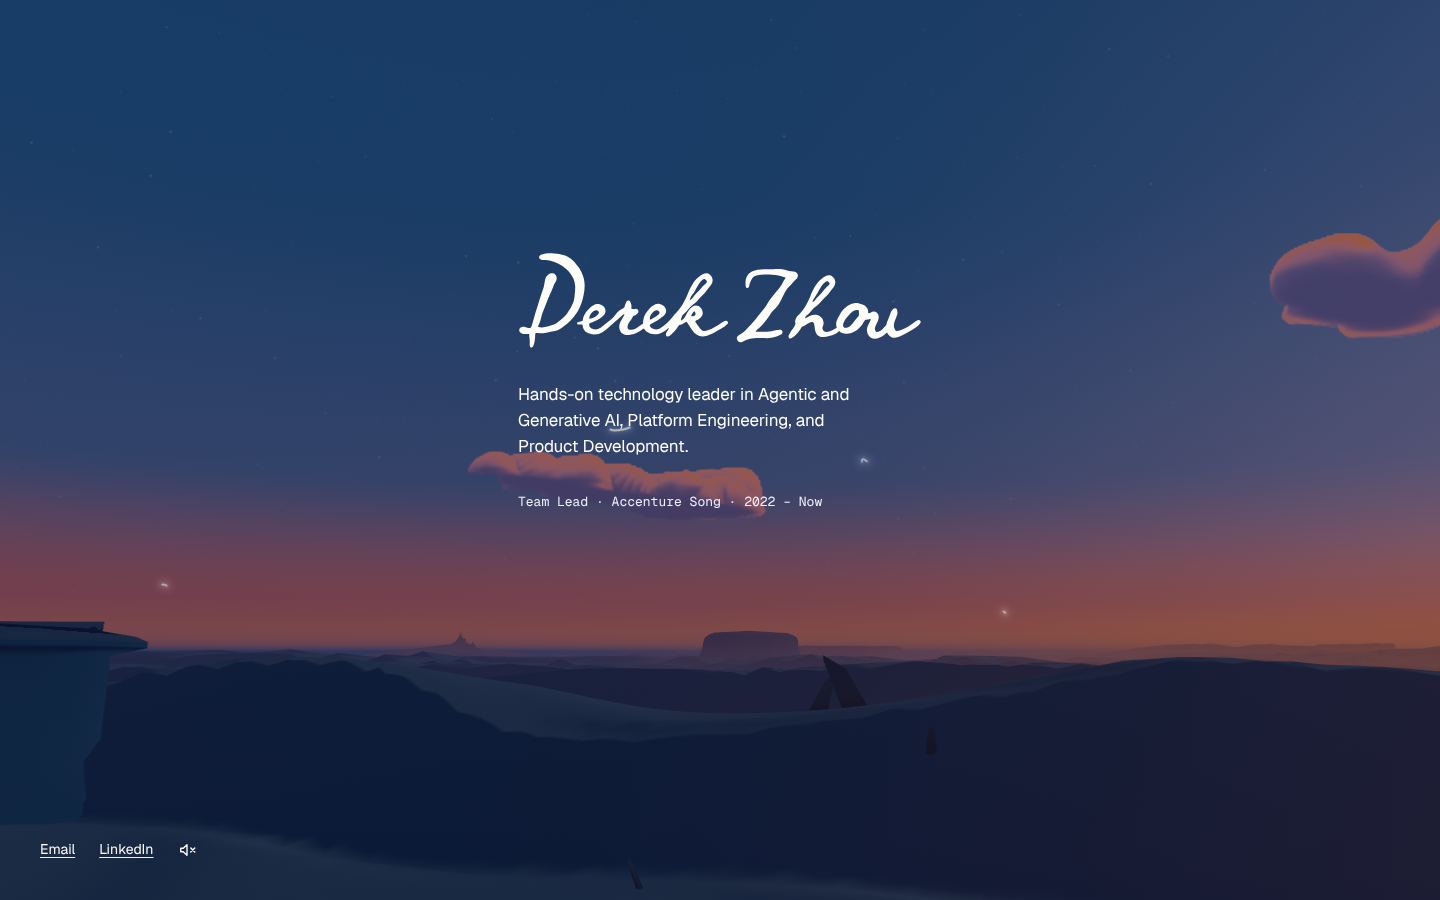 Derek Zhou
Hands-on technology leader in Agentic and
Generative AI, Platform Engineering, and
Product Development.
Team Lead · Accenture Song · 2022 – Now
Email LinkedIn